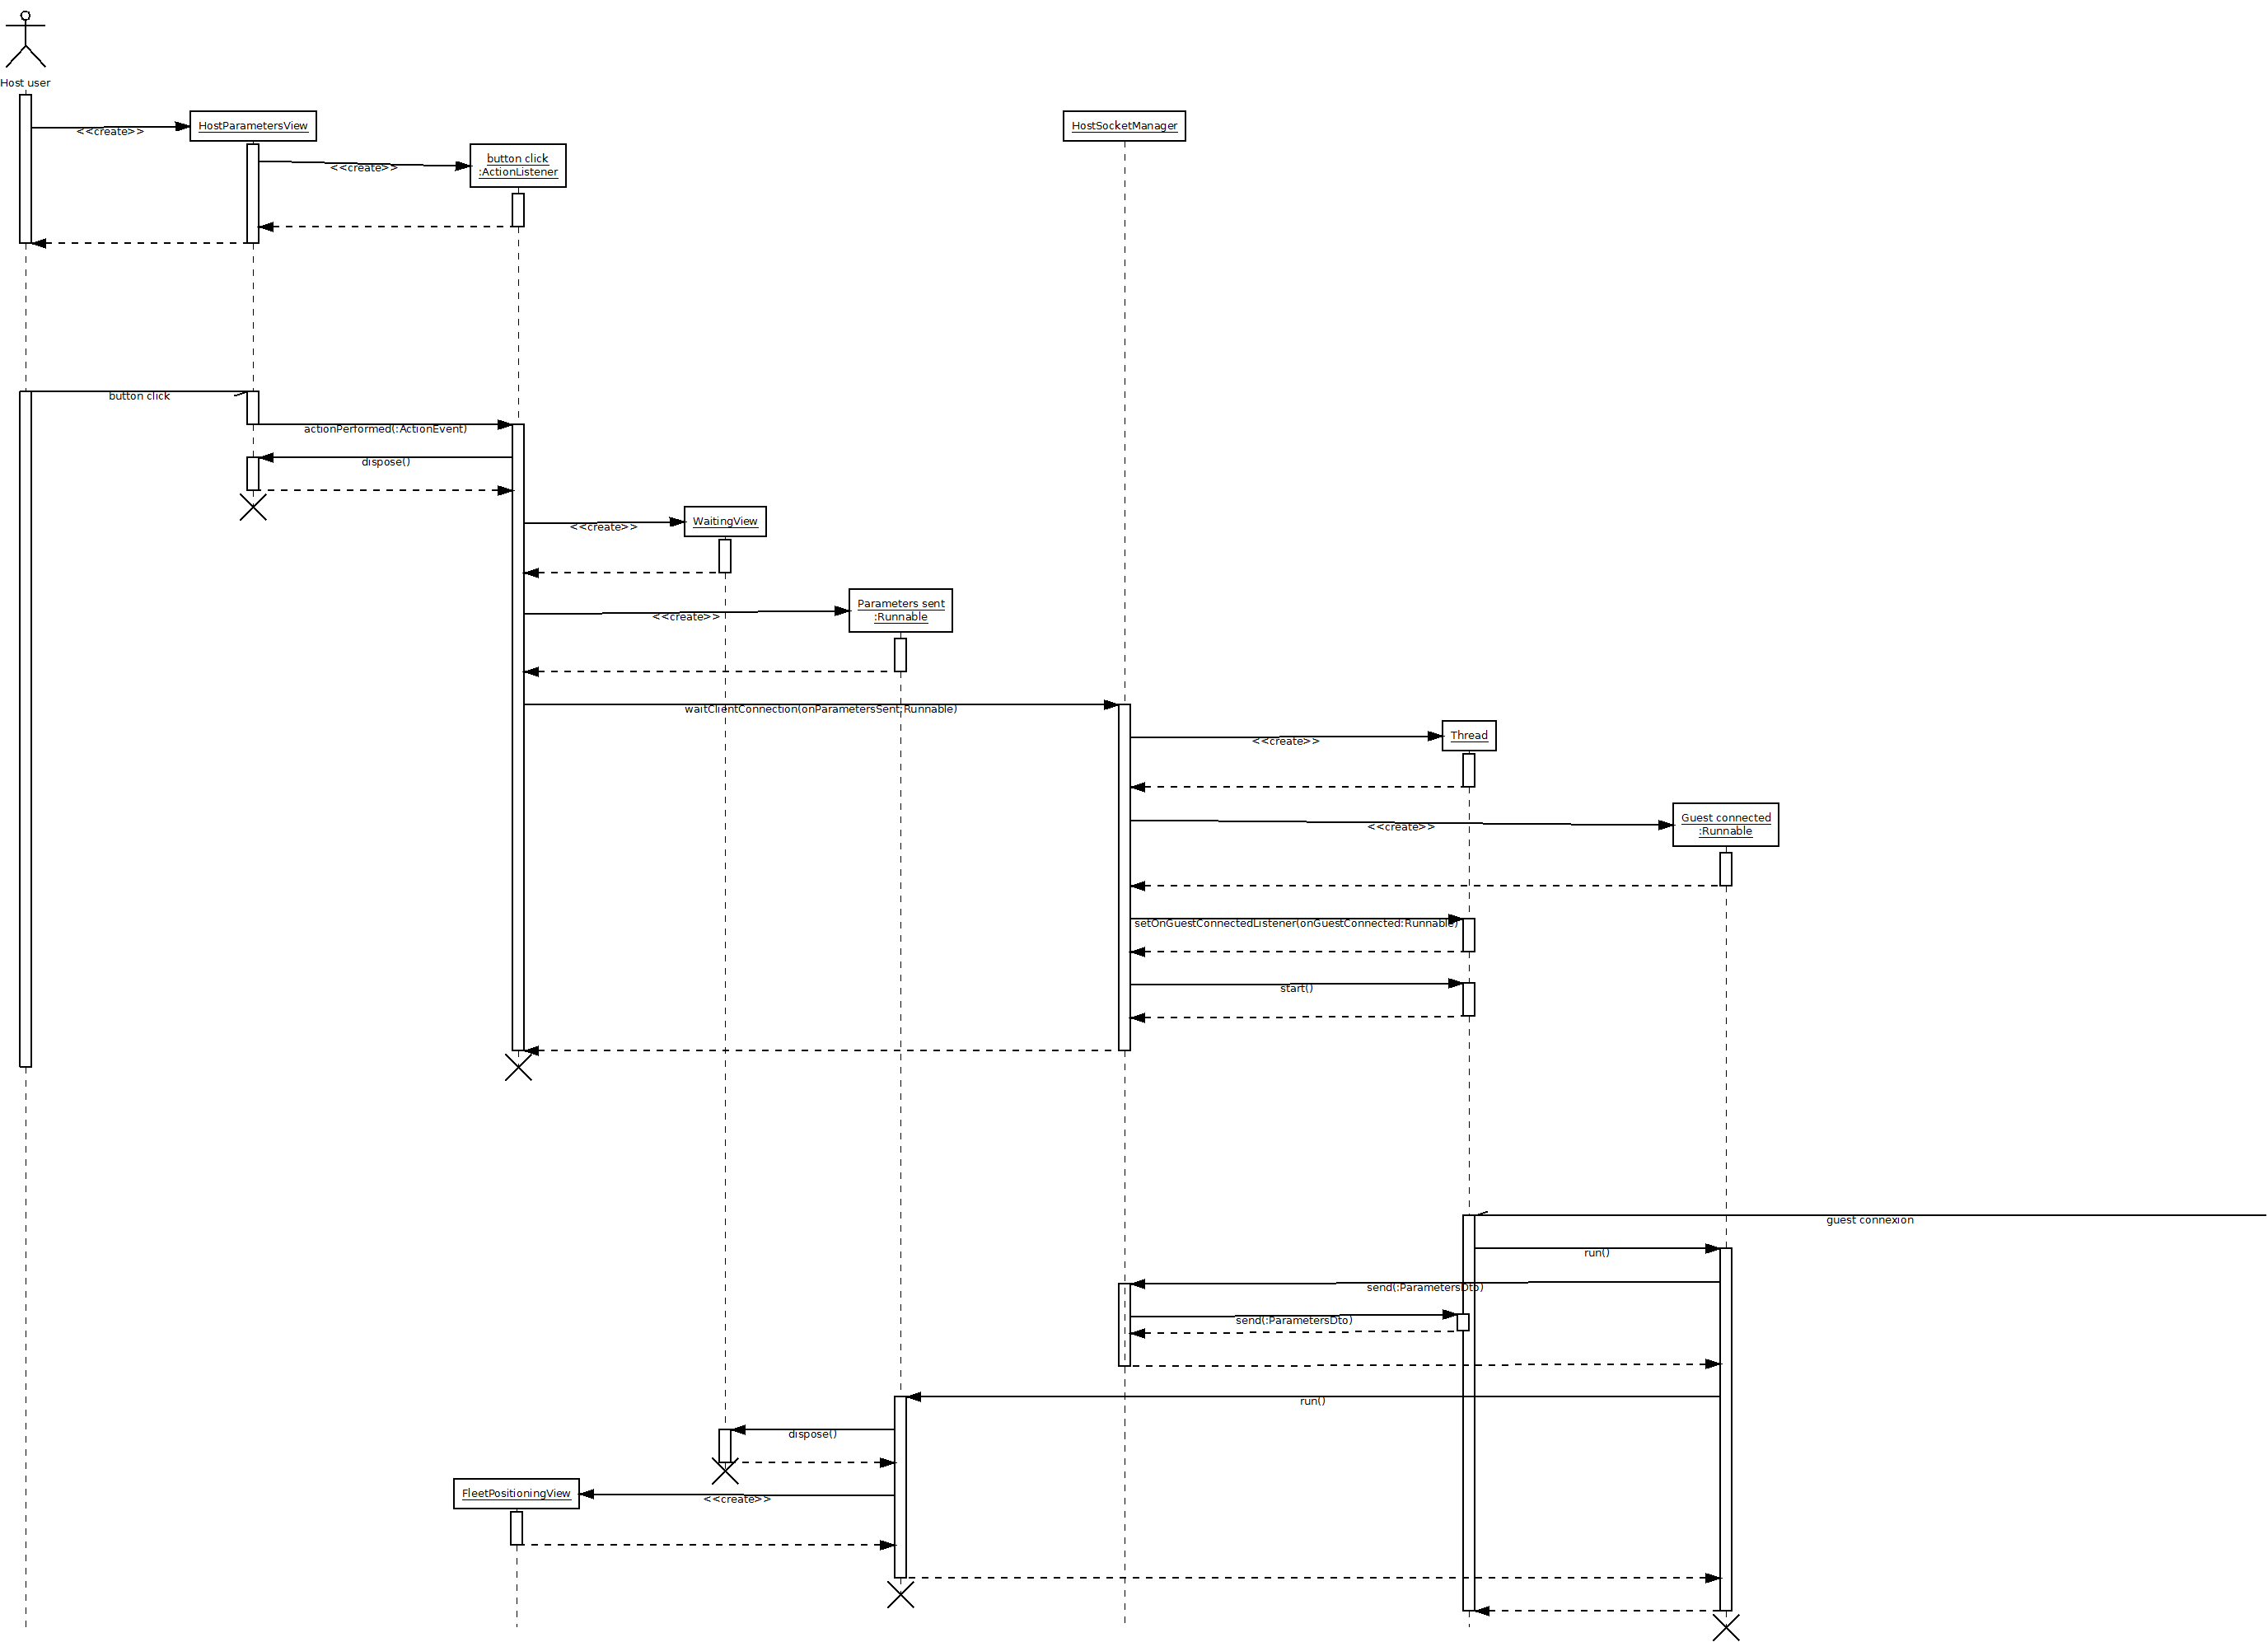 Host user
HostParametersView
HostSocketManager
<<create>>
button click
:ActionListener
<<create>>
button click
actionPerformed(:ActionEvent)
dispose()
WaitingView
<<create>>
Parameters sent
:Runnable
<<create>>
waitClientConnection(onParametersSent:Runnable)
Thread
<<create>>
Guest connected
:Runnable
<<create>>
setOnGuestConnectedListener(onGuestConnected:Runnable)
start()
guest connexion
run()
send(:ParametersDto)
send(:ParametersDto)
run()
dispose()
FleetPositioningView
<<create>>